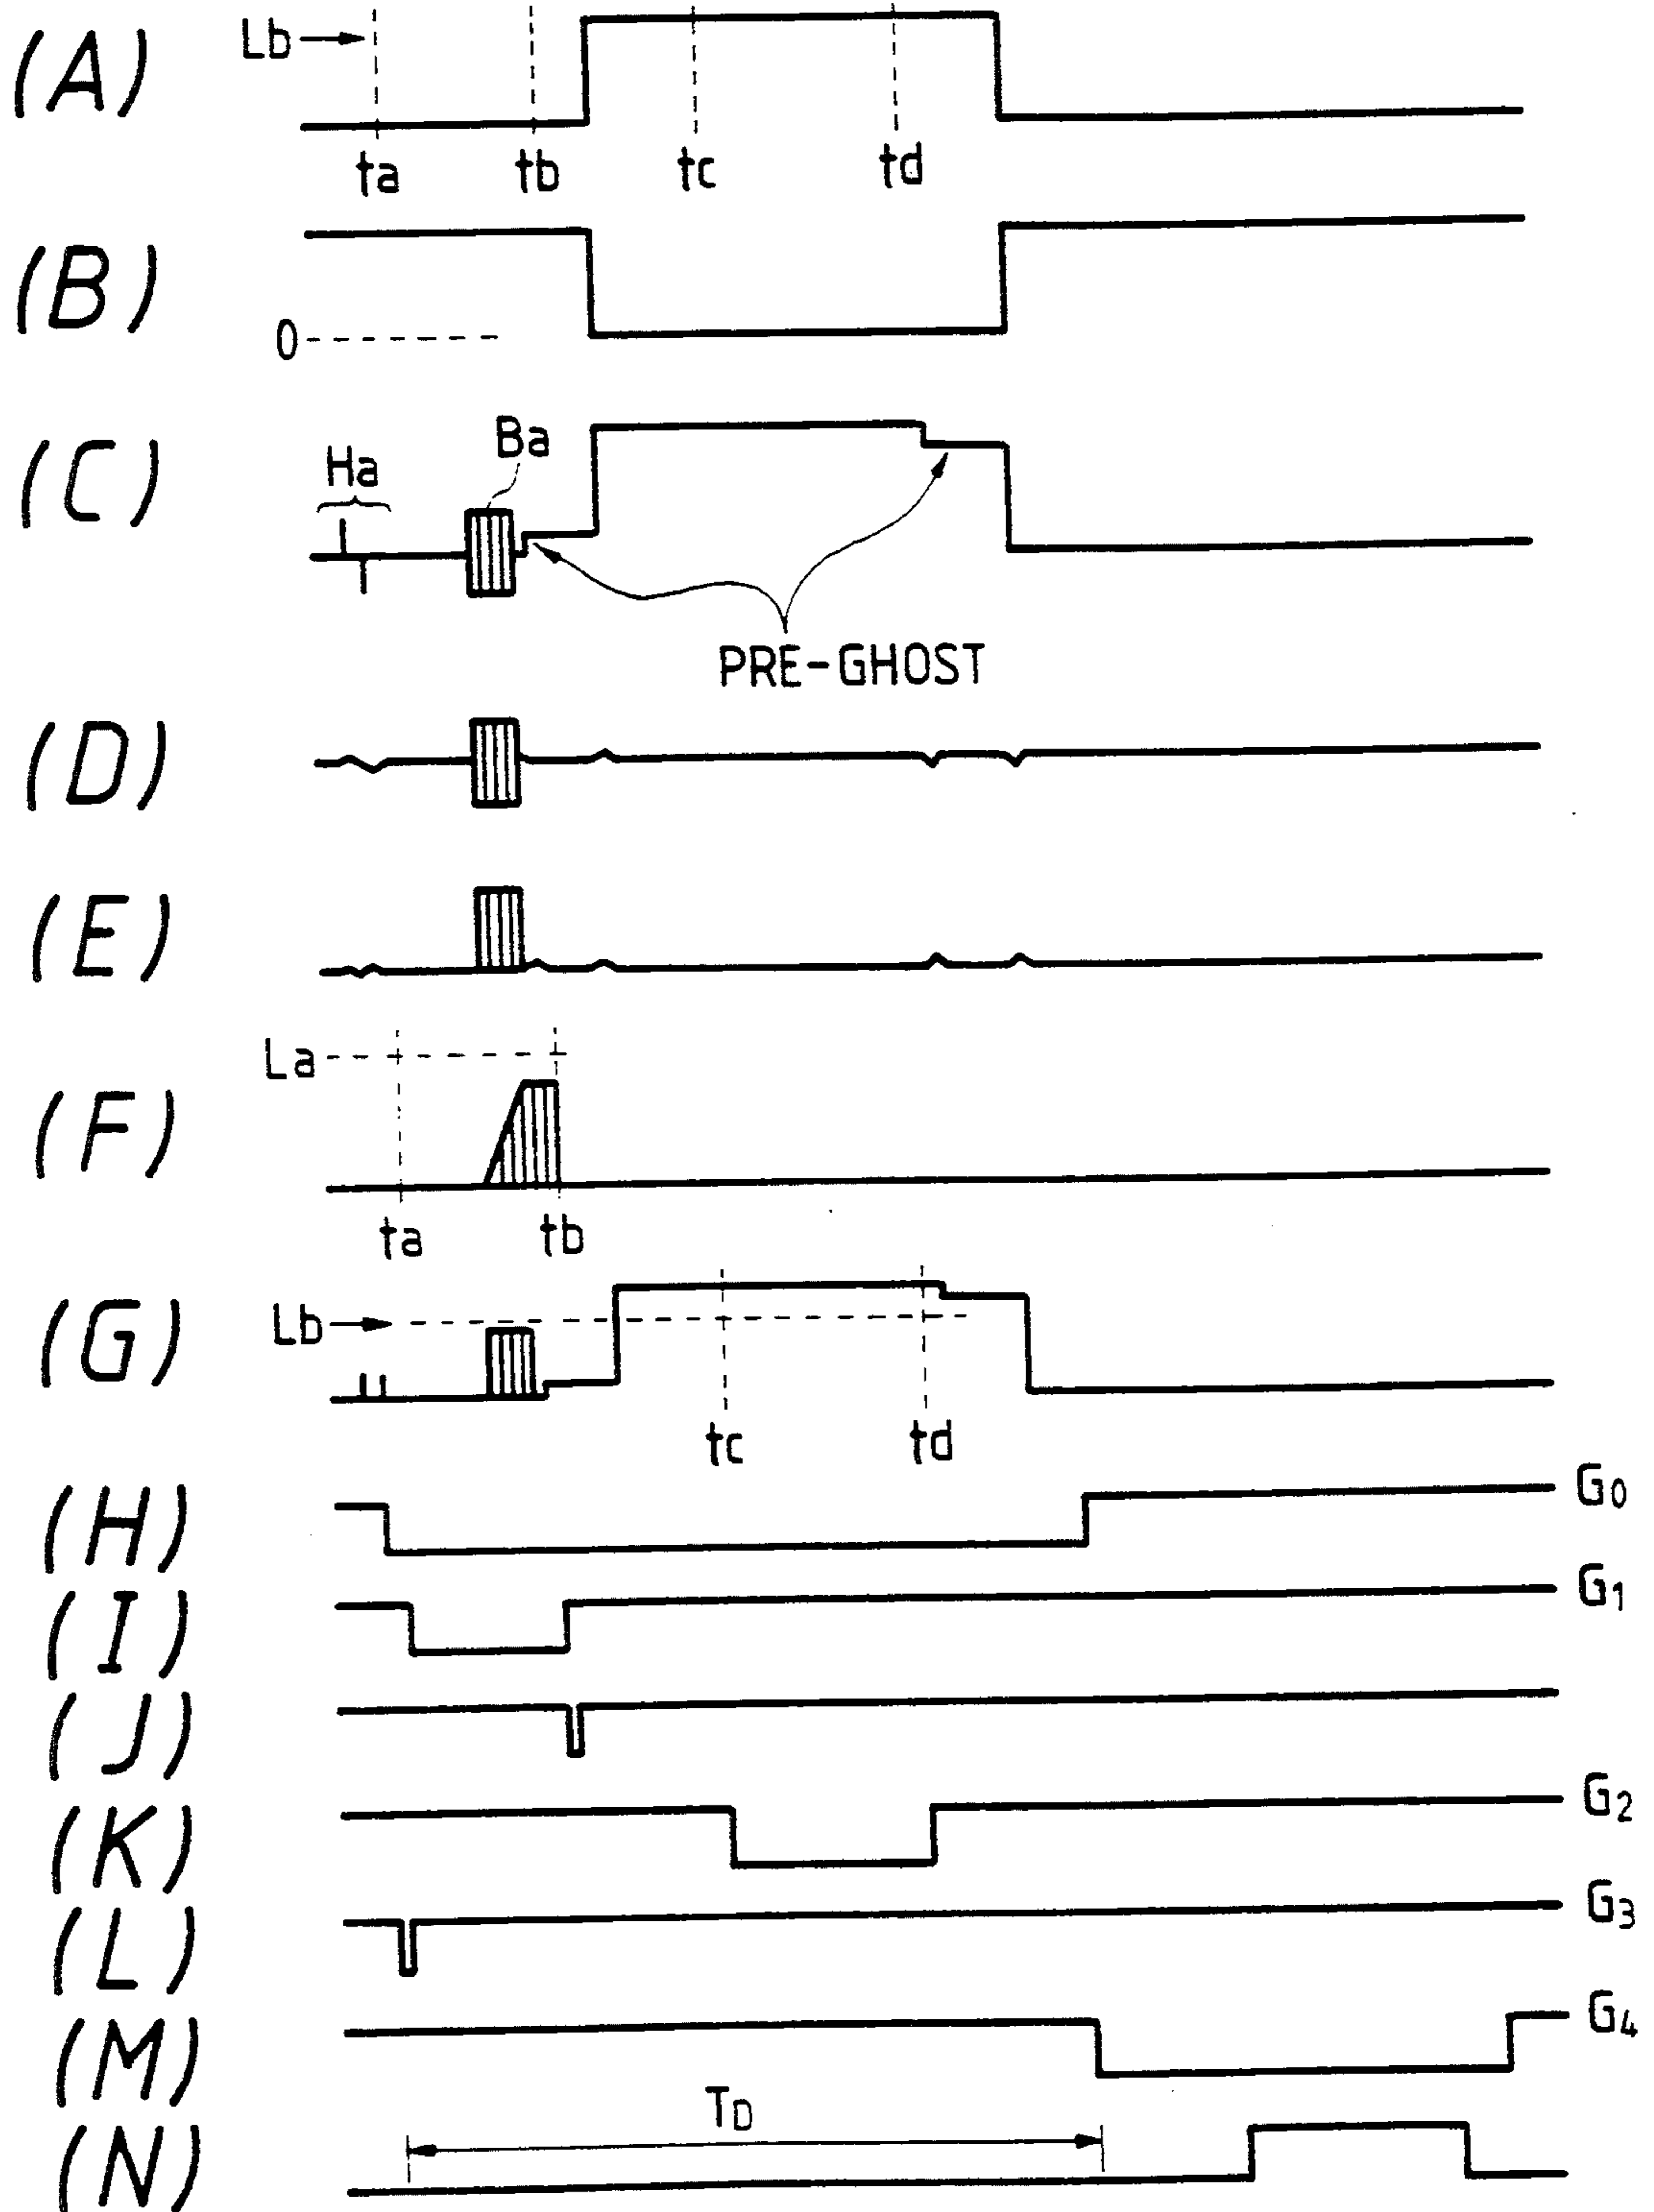 (A)
Lb
ta tb tc td
(B)
0
(C)
Ha
Ba
PRE-GHOST
(D)
(E)
(F)
La
ta tb
(G)
Lb
tc td
(H)
G0
(I)
G1
(J)
(K)
G2
(L)
G3
(M)
G4
(N)
TD